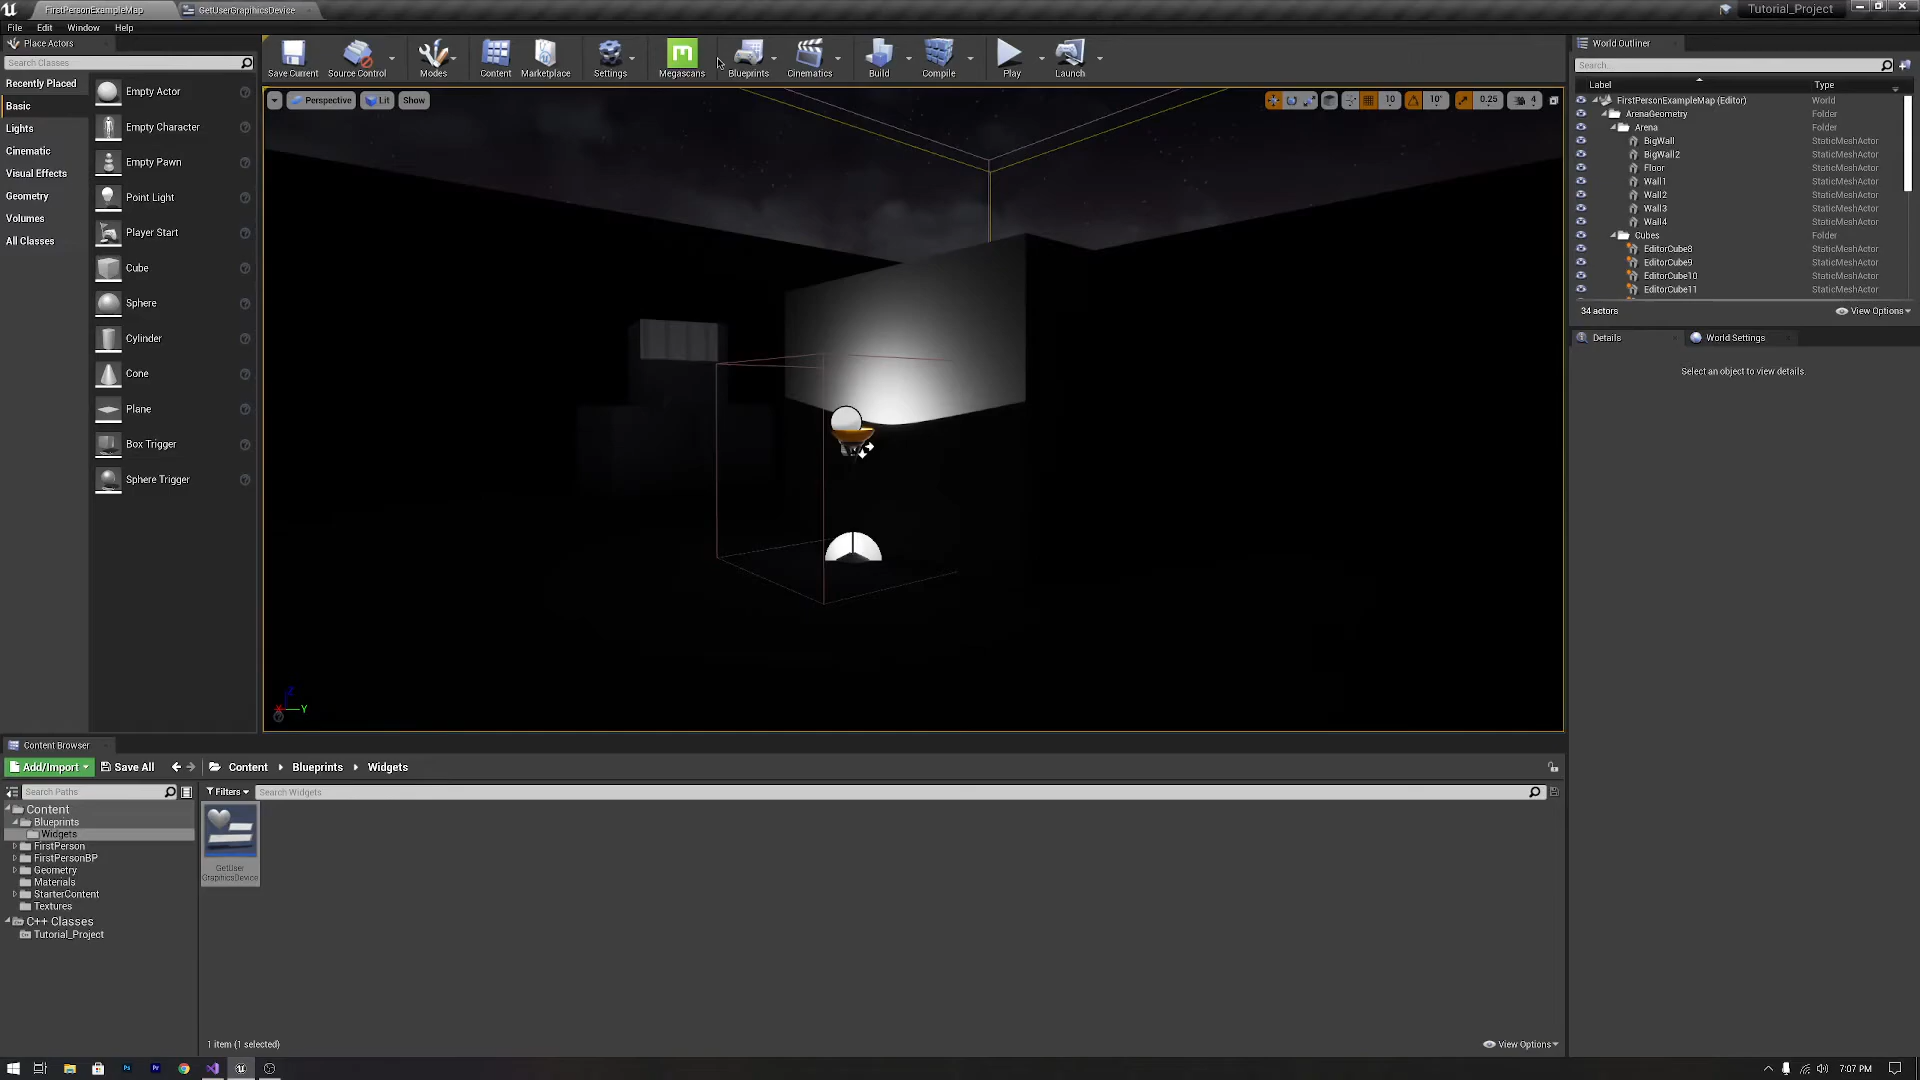 FirstPersonExampleMap
GetUserGraphicsDevice
Tutorial_Project
File Edit Window Help
Place Actors
Search Classes
Recently Placed
Basic
Lights
Cinematic
Visual Effects
Geometry
Volumes
All Classes
Empty Actor
Empty Character
Empty Pawn
Point Light
Player Start
Cube
Sphere
Cylinder
Cone
Plane
Box Trigger
Sphere Trigger
Save Current
Source Control
Modes
Content
Marketplace
Settings
Megascans
Blueprints
Cinematics
Build
Compile
Play
Launch
Perspective Lit Show
10 10° 0.25 4
Z
X Y
World Outliner
Search...
Label Type
FirstPersonExampleMap (Editor) World
ArenaGeometry Folder
Arena Folder
BigWall StaticMeshActor
BigWall2 StaticMeshActor
Floor StaticMeshActor
Wall1 StaticMeshActor
Wall2 StaticMeshActor
Wall3 StaticMeshActor
Wall4 StaticMeshActor
Cubes Folder
EditorCube8 StaticMeshActor
EditorCube9 StaticMeshActor
EditorCube10 StaticMeshActor
EditorCube11 StaticMeshActor
34 actors View Options
Details World Settings
Select an object to view details.
Content Browser
Add/Import Save All Content Blueprints Widgets
Search Paths
Filters Search Widgets
Content
Blueprints
Widgets
FirstPerson
FirstPersonBP
Geometry
Materials
StarterContent
Textures
C++ Classes
Tutorial_Project
GetUser
GraphicsDevice
1 item (1 selected) View Options
Ps Pr
7:07 PM